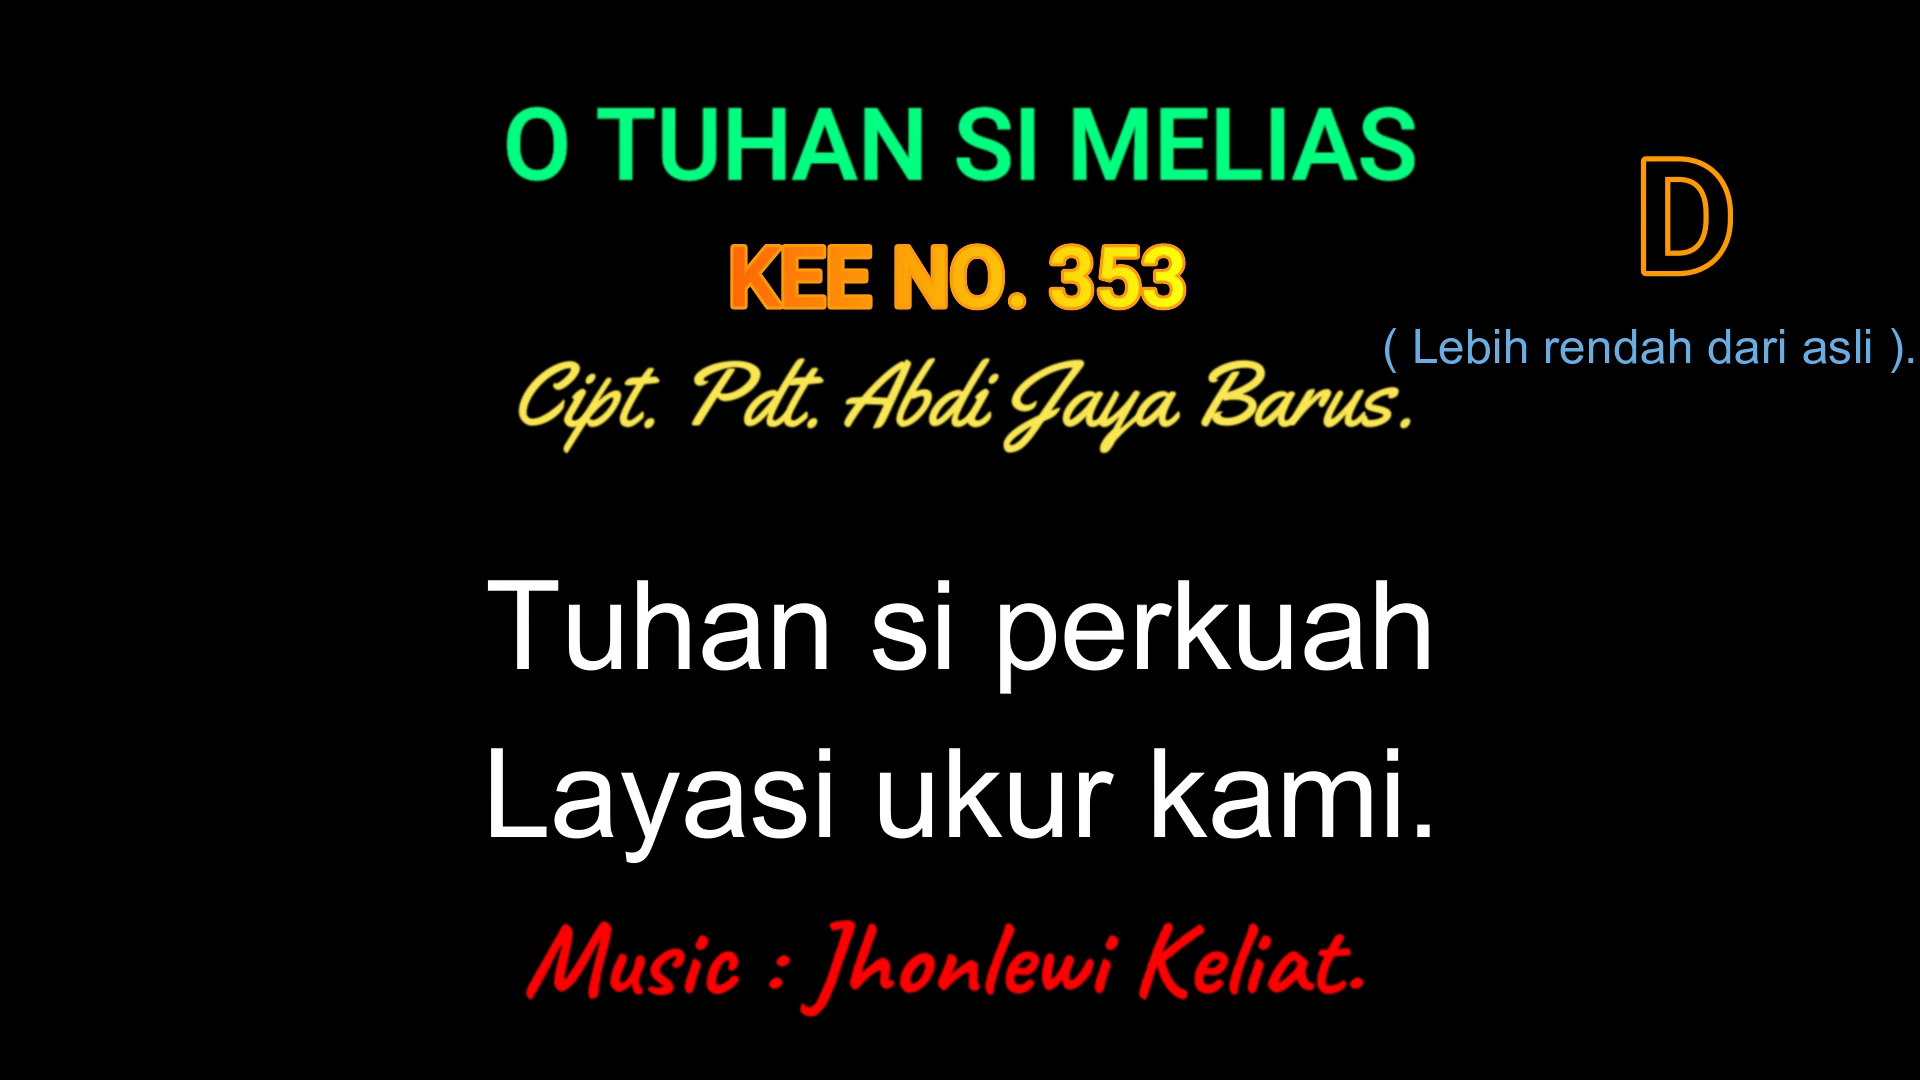 O TUHAN SI MELIAS
D
KEE NO. 353
( Lebih rendah dari asli ).
Cipt. Pdt. Abdi Jaya Barus.
Tuhan si perkuah
Layasi ukur kami.
Music : Jhonlewi Keliat.